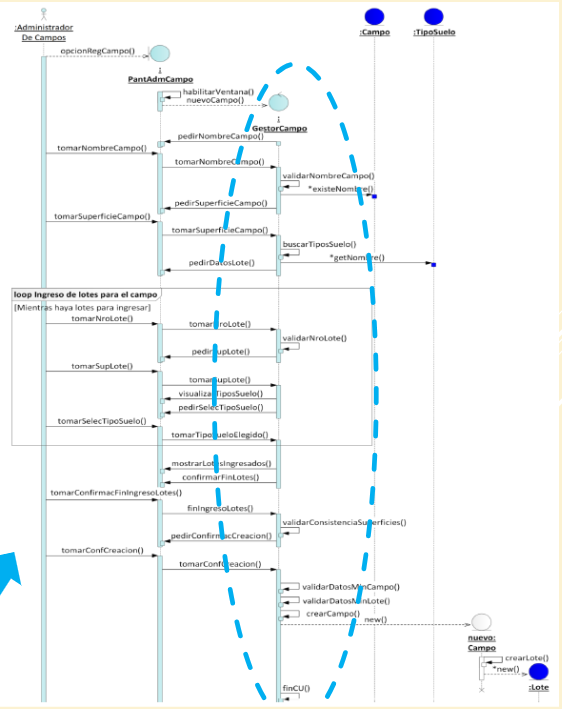 :Administrador
De Campos
:Campo
:TipoSuelo
opcionRegCampo()
PantAdmCampo
habilitarVentana()
nuevoCampo()
GestorCampo
pedirNombreCampo()
tomarNombreCampo()
tomarNombreCampo()
validarNombreCampo()
*existeNombre()
pedirSuperficieCampo()
tomarSuperficieCampo()
tomarSuperficieCampo()
buscarTiposSuelo()
*getNombre()
pedirDatosLote()
loop Ingreso de lotes para el campo
[Mientras haya lotes para ingresar]
tomarNroLote()
tomarNroLote()
validarNroLote()
pedirSupLote()
tomarSupLote()
tomarSupLote()
visualizarTiposSuelo()
pedirSelecTipoSuelo()
tomarSelecTipoSuelo()
tomarTipoSueloElegido()
mostrarLotesIngresados()
confirmarFinLotes()
tomarConfirmacFinIngresoLotes()
finIngresoLotes()
validarConsistenciaSuperficies()
pedirConfirmacCreacion()
tomarConfCreacion()
tomarConfCreacion()
validarDatosMinCampo()
validarDatosMinLote()
crearCampo()
new()
nuevo:
Campo
crearLote()
*new()
:Lote
finCU()